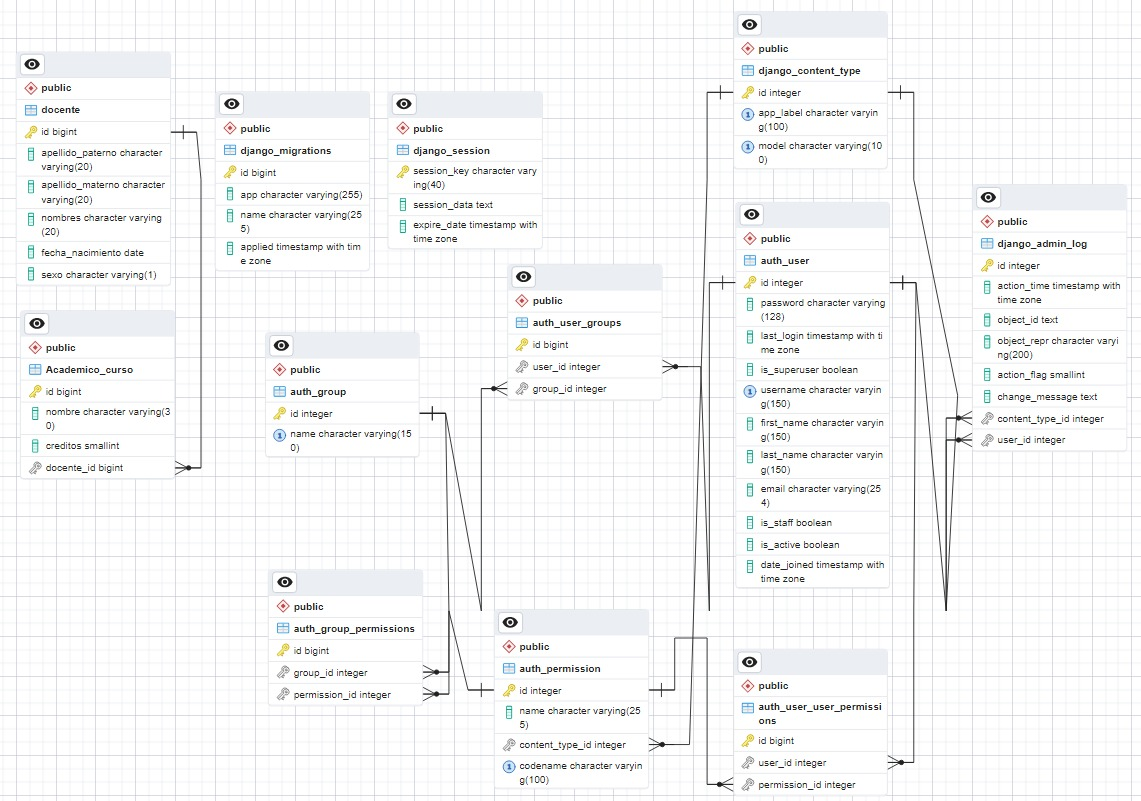 public
docente
id bigint
apellido_paterno character
varying(20)
apellido_materno character
varying(20)
nombres character varying
(20)
fecha_nacimiento date
sexo character varying(1)
public
django_migrations
id bigint
app character varying(255)
name character varying(25
5)
applied timestamp with tim
e zone
public
django_session
session_key character vary
ing(40)
session_data text
expire_date timestamp with
time zone
public
django_content_type
id integer
1 app_label character varyin
g(100)
1 model character varying(10
0)
public
auth_user
id integer
password character varying
(128)
last_login timestamp with ti
me zone
is_superuser boolean
1 username character varyin
g(150)
first_name character varyin
g(150)
last_name character varyin
g(150)
email character varying(25
4)
is_staff boolean
is_active boolean
date_joined timestamp with
time zone
public
django_admin_log
id integer
action_time timestamp with
time zone
object_id text
object_repr character varyi
ng(200)
action_flag smallint
change_message text
content_type_id integer
user_id integer
public
Academico_curso
id bigint
nombre character varying(3
0)
creditos smallint
docente_id bigint
public
auth_group
id integer
1 name character varying(15
0)
public
auth_user_groups
id bigint
user_id integer
group_id integer
public
auth_group_permissions
id bigint
group_id integer
permission_id integer
public
auth_permission
id integer
name character varying(25
5)
content_type_id integer
1 codename character varyin
g(100)
public
auth_user_user_permissi
ons
id bigint
user_id integer
permission_id integer